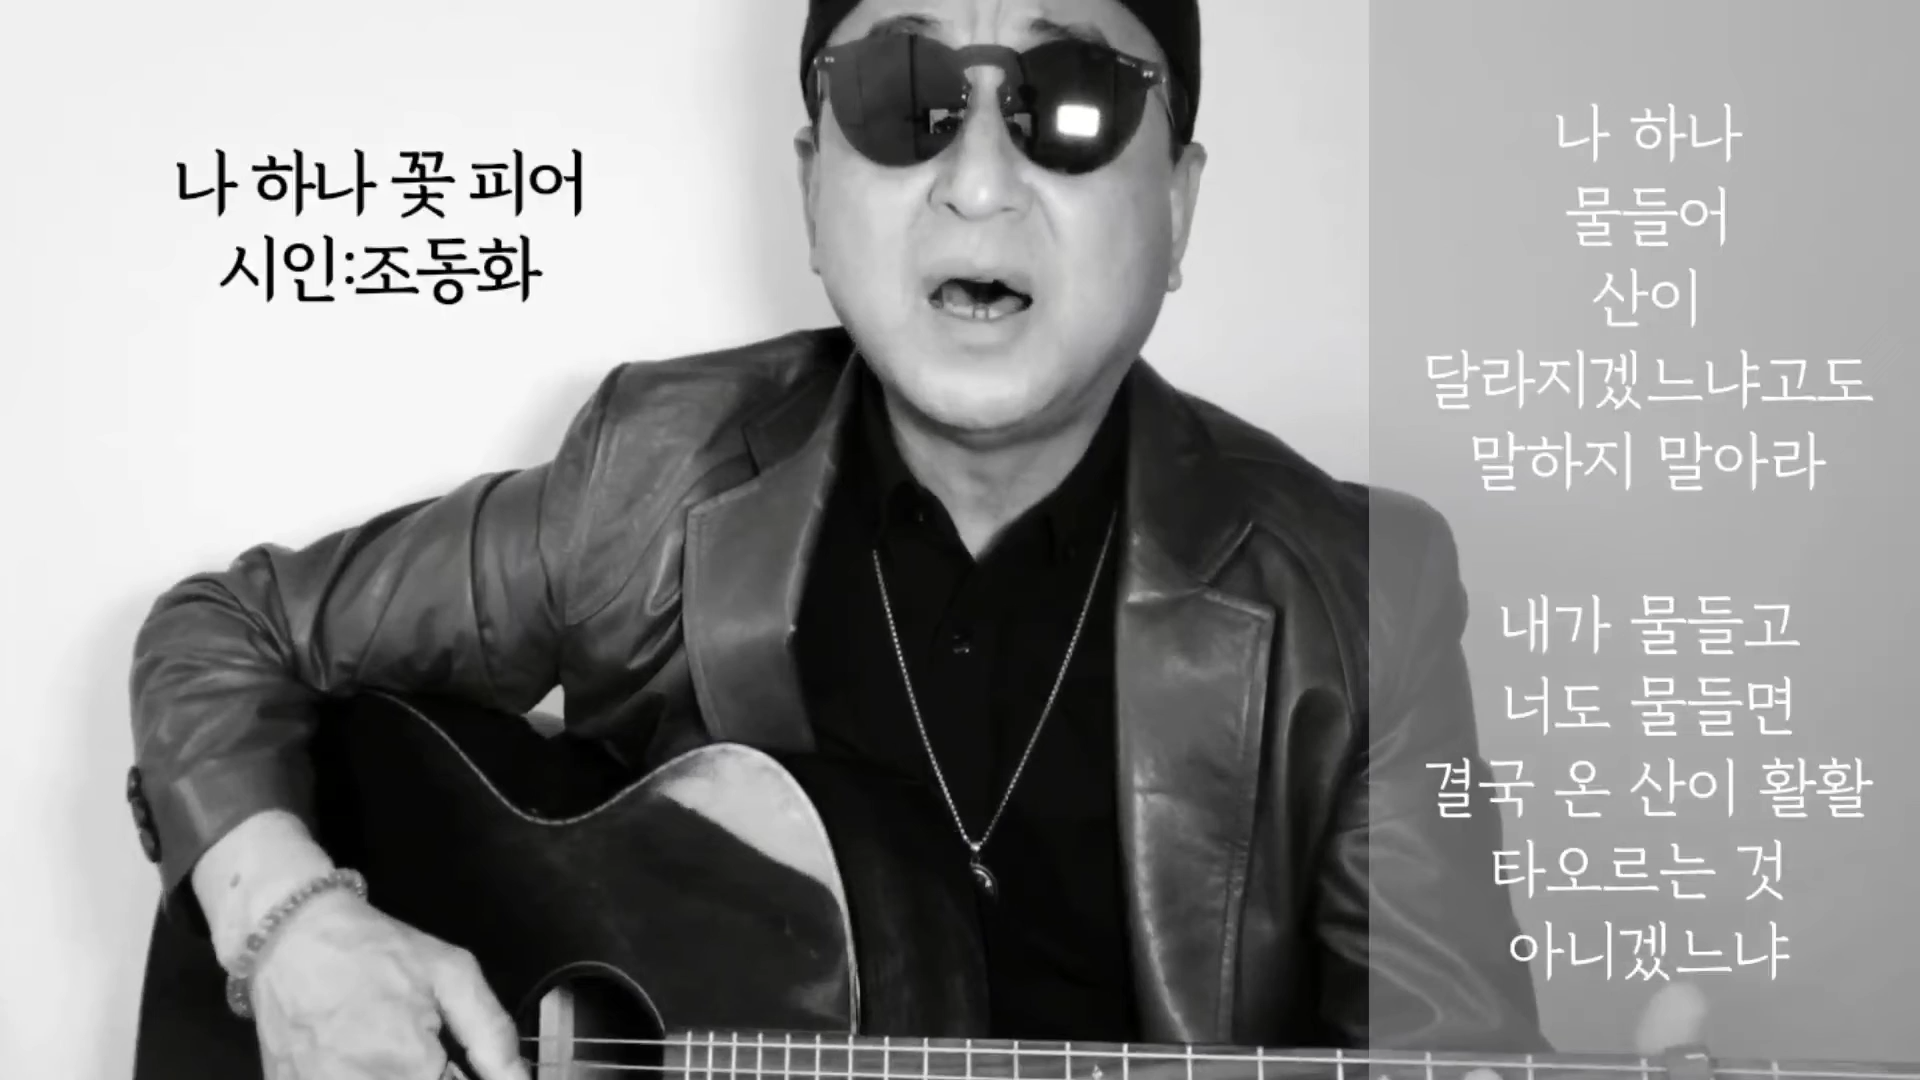 나 하나 꽃 피어
시인:조동화
나 하나
물들어
산이
달라지겠느냐고도
말하지 말아라
내가 물들고
너도 물들면
결국 온 산이 활활
타오르는 것
아니겠느냐